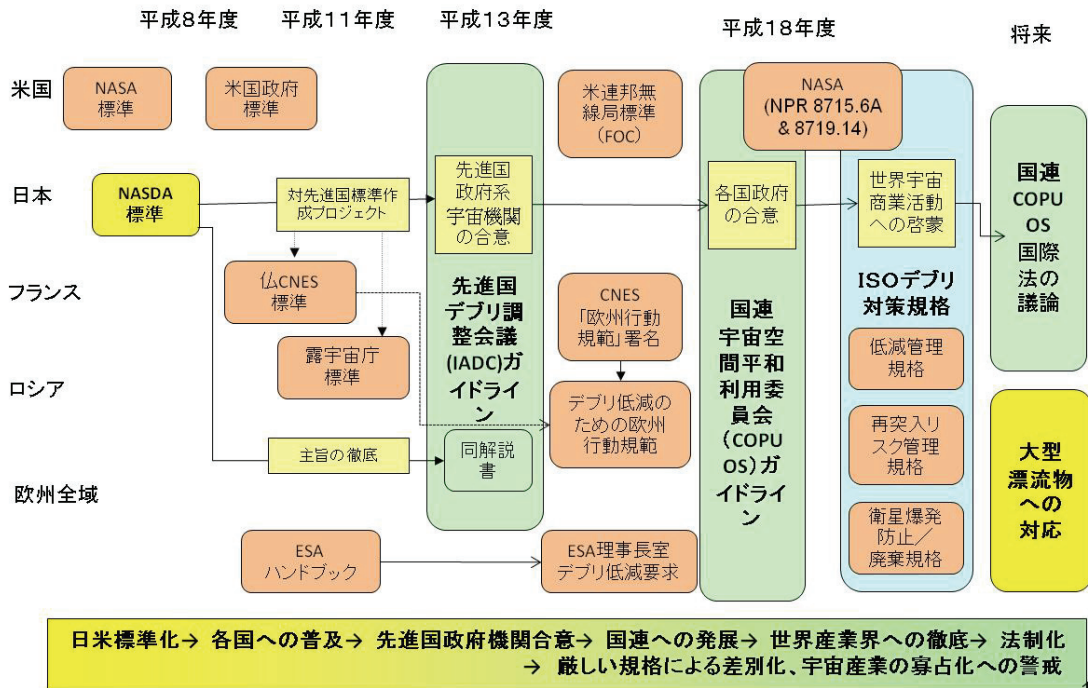 平成8年度
平成11年度
平成13年度
平成18年度
将来
米国
NASA
標準
米国政府
標準
米連邦無
線局標準
(FOC)
NASA
(NPR 8715.6A
& 8719.14)
日本
NASDA
標準
対先進国標準作
成プロジェクト
先進国
政府系
宇宙機関
の合意
各国政府
の合意
世界宇宙
商業活動
への啓蒙
国連
COPU
OS
国際
法の
議論
フランス
仏CNES
標準
先進国
デブリ調
整会議
(IADC)ガ
イドライ
ン
CNES
「欧州行動
規範」署名
国連
宇宙空
間平和
利用委
員会
(COPU
OS)ガ
イドライ
ン
ISOデブリ
対策規格
低減管理
規格
ロシア
露宇宙庁
標準
デブリ低減の
ための欧州
行動規範
再突入リ
スク管理
規格
大型
漂流物
への
対応
主旨の徹底
同解説
書
欧州全域
衛星爆発
防止／
廃棄規格
ESA
ハンドブック
ESA理事長室
デブリ低減要求
日米標準化→ 各国への普及→ 先進国政府機関合意→ 国連への発展→ 世界産業界への徹底→ 法制化
→ 厳しい規格による差別化、宇宙産業の寡占化への警戒